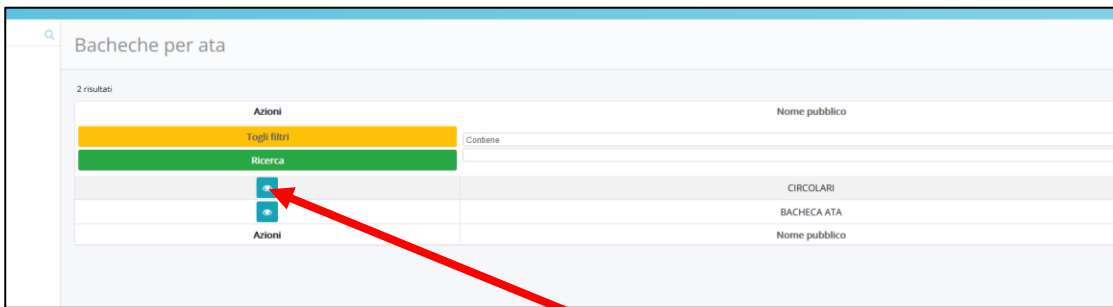 Bacheche per ata
2 risultati
Azioni Nome pubblico
Togli filtri Contiene
Ricerca
CIRCOLARI
BACHECA ATA
Azioni Nome pubblico